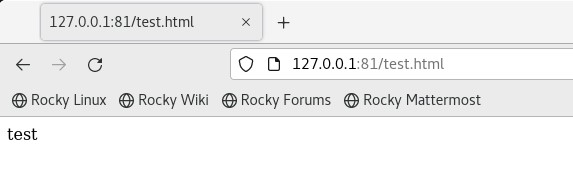 127.0.0.1:81/test.html
127.0.0.1:81/test.html
Rocky Linux Rocky Wiki Rocky Forums Rocky Mattermost
test